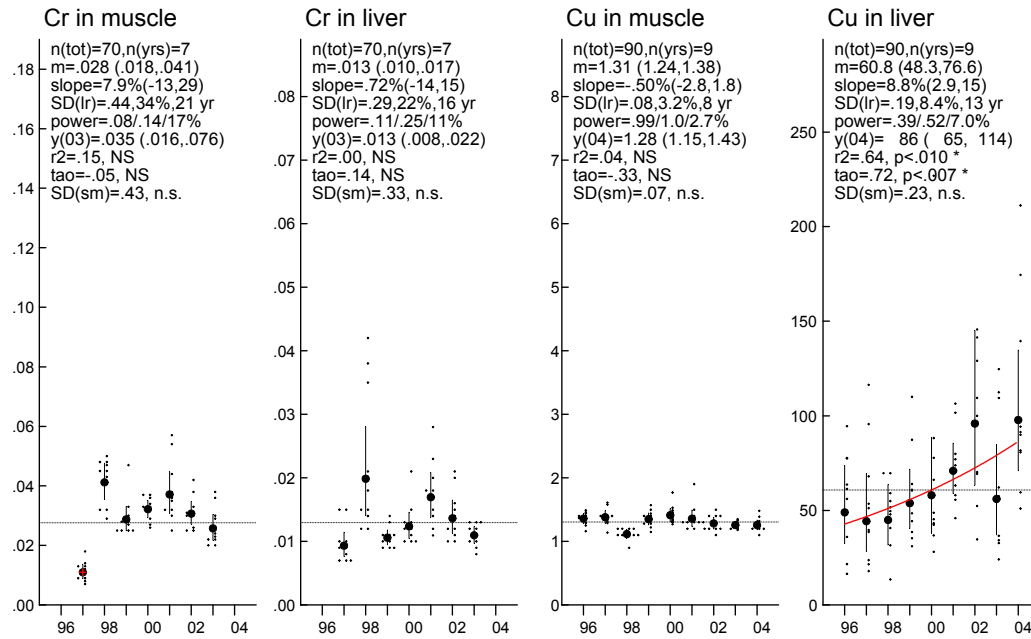 Cr in muscle
n(tot)=70,n(yrs)=7
m=.028 (.018,.041)
slope=7.9%(-13,29)
SD(lr)=.44,34%,21 yr
power=.08/.14/17%
y(03)=.035 (.016,.076)
r2=.15, NS
tao=-.05, NS
SD(sm)=.43, n.s.
.18
.16
.14
.12
.10
.08
.06
.04
.02
.00
96 98 00 02 04
Cr in liver
n(tot)=70,n(yrs)=7
m=.013 (.010,.017)
slope=.72%(-14,15)
SD(lr)=.29,22%,16 yr
power=.11/.25/11%
y(03)=.013 (.008,.022)
r2=.00, NS
tao=.14, NS
SD(sm)=.33, n.s.
.08
.07
.06
.05
.04
.03
.02
.01
.00
96 98 00 02 04
Cu in muscle
n(tot)=90,n(yrs)=9
m=1.31 (1.24,1.38)
slope=-.50%(-2.8,1.8)
SD(lr)=.08,3.2%,8 yr
power=.99/1.0/2.7%
y(04)=1.28 (1.15,1.43)
r2=.04, NS
tao=-.33, NS
SD(sm)=.07, n.s.
8
7
6
5
4
3
2
1
0
96 98 00 02 04
Cu in liver
n(tot)=90,n(yrs)=9
m=60.8 (48.3,76.6)
slope=8.8%(2.9,15)
SD(lr)=.19,8.4%,13 yr
power=.39/.52/7.0%
y(04)= 86 ( 65, 114)
r2=.64, p<.010 *
tao=.72, p<.007 *
SD(sm)=.23, n.s.
250
200
150
100
50
0
96 98 00 02 04